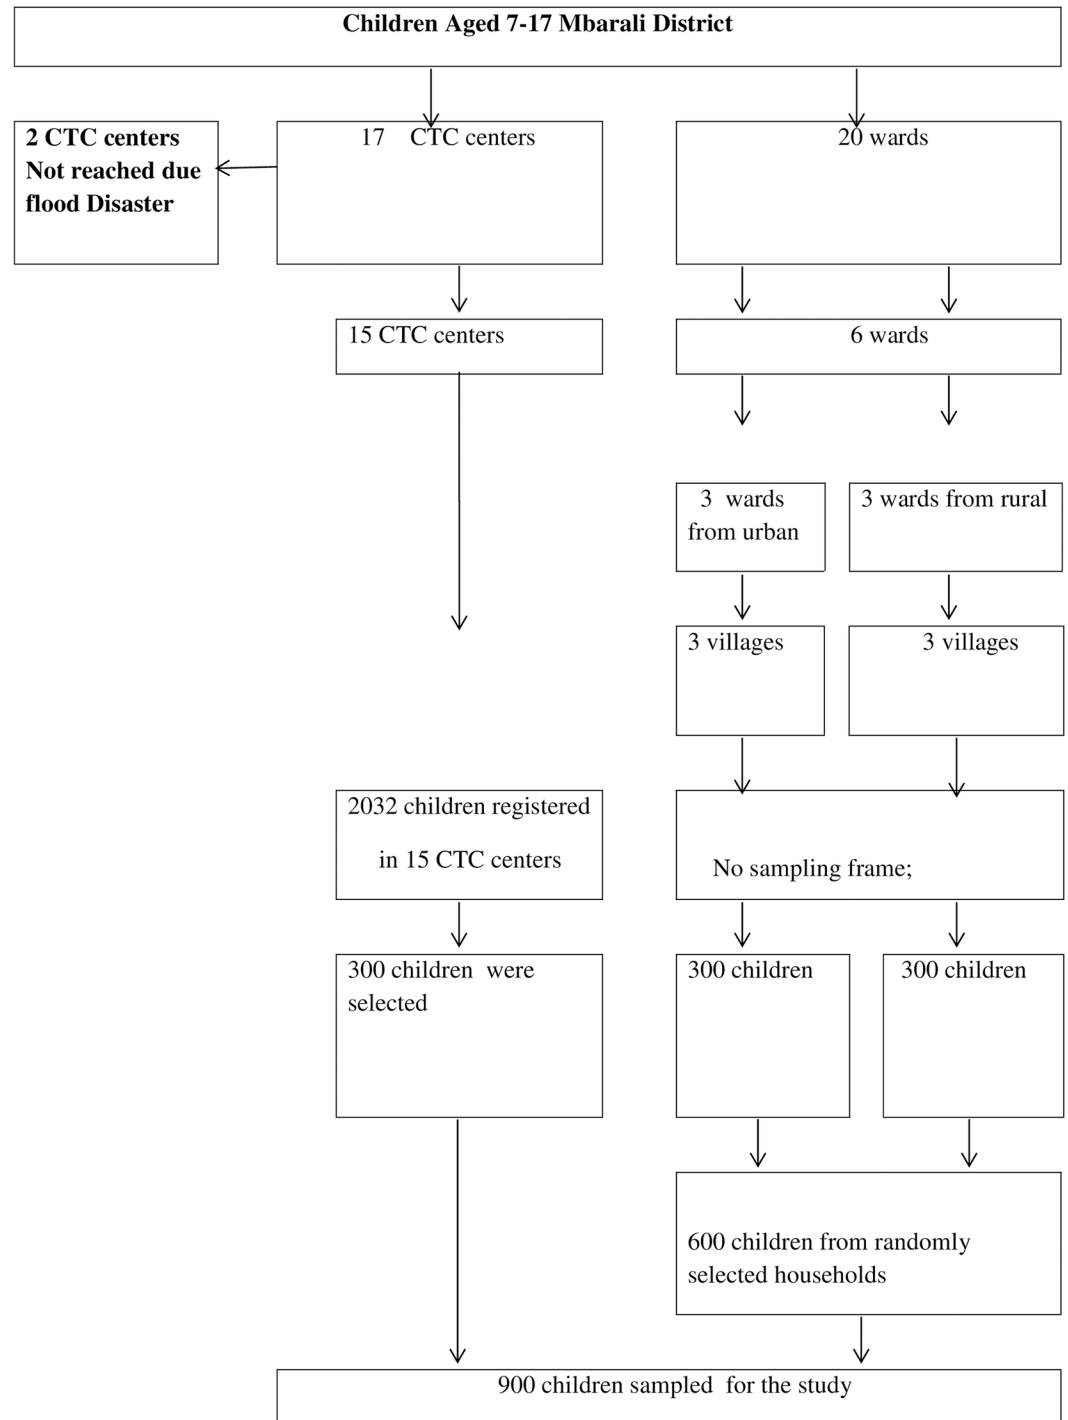 Children Aged 7-17 Mbarali District
2 CTC centers
Not reached due
flood Disaster
17 CTC centers
20 wards
15 CTC centers
6 wards
3 wards
from urban
3 wards from rural
3 villages
3 villages
2032 children registered
in 15 CTC centers
No sampling frame;
300 children were
selected
300 children
300 children
600 children from randomly
selected households
900 children sampled for the study